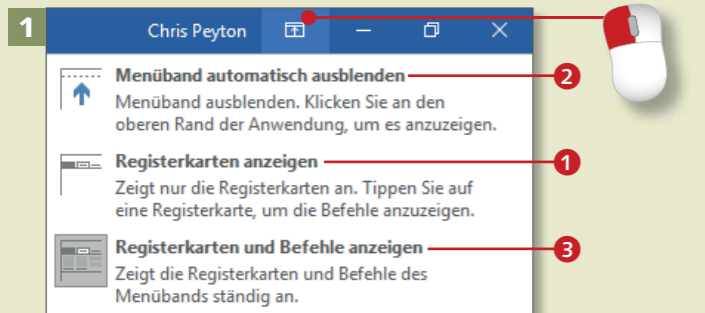 1
Chris Peyton
Menüband automatisch ausblenden 2
Menüband ausblenden. Klicken Sie an den
oberen Rand der Anwendung, um es anzuzeigen.
Registerkarten anzeigen 1
Zeigt nur die Registerkarten an. Tippen Sie auf
eine Registerkarte, um die Befehle anzuzeigen.
Registerkarten und Befehle anzeigen 3
Zeigt die Registerkarten und Befehle des
Menübands ständig an.